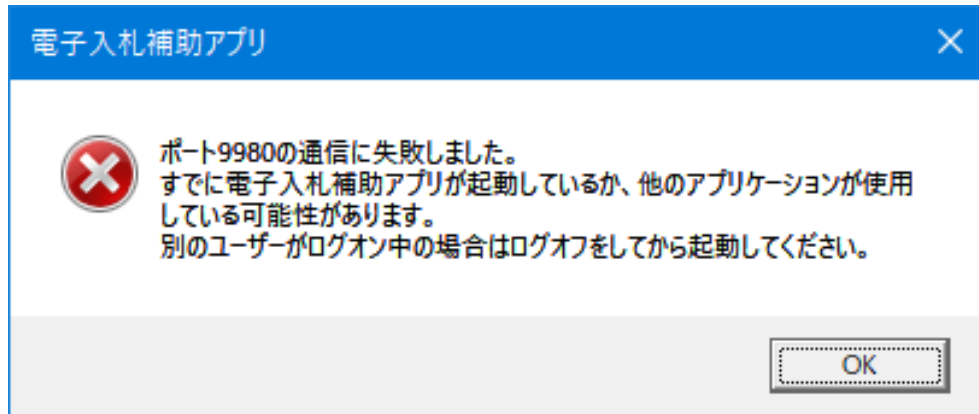 電子入札補助アプリ
ポート9980の通信に失敗しました。
すでに電子入札補助アプリが起動しているか、他のアプリケーションが使用
している可能性があります。
別のユーザーがログオン中の場合はログオフをしてから起動してください。
OK